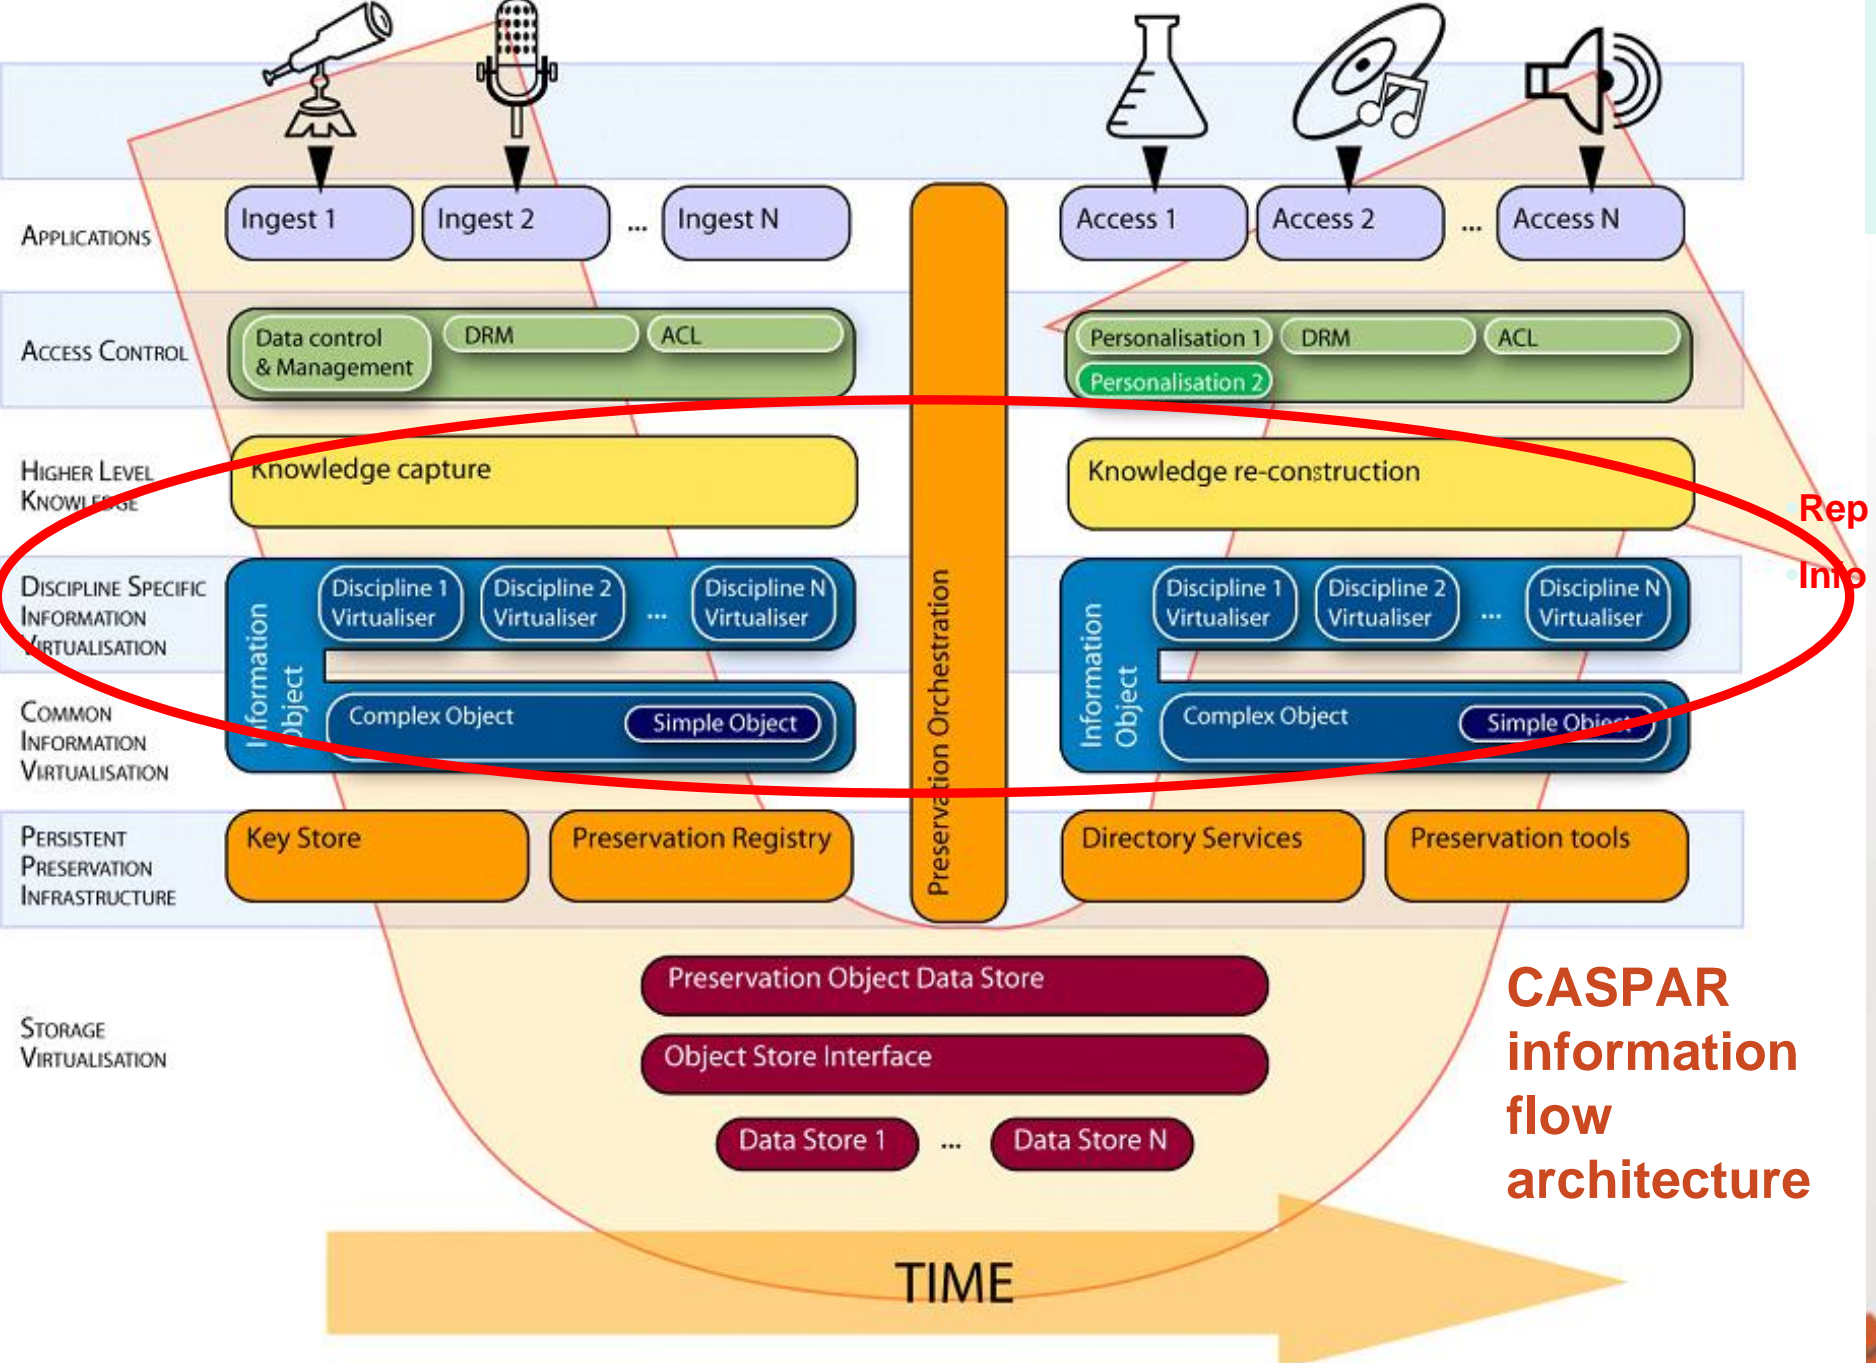 APPLICATIONS
Ingest 1
Ingest 2
...
Ingest N
Access 1
Access 2
...
Access N
ACCESS CONTROL
Data control
& Management
DRM
ACL
Personalisation 1
Personalisation 2
DRM
ACL
HIGHER LEVEL
KNOWLEDGE
Knowledge capture
Knowledge re-construction
Rep
Info
DISCIPLINE SPECIFIC
INFORMATION
VIRTUALISATION
Information
Object
Discipline 1
Virtualiser
Discipline 2
Virtualiser
...
Discipline N
Virtualiser
Preservation Orchestration
Information
Object
Discipline 1
Virtualiser
Discipline 2
Virtualiser
...
Discipline N
Virtualiser
COMMON
INFORMATION
VIRTUALISATION
Complex Object
Simple Object
Complex Object
Simple Object
PERSISTENT
PRESERVATION
INFRASTRUCTURE
Key Store
Preservation Registry
Directory Services
Preservation tools
STORAGE
VIRTUALISATION
Preservation Object Data Store
Object Store Interface
Data Store 1
...
Data Store N
CASPAR
information
flow
architecture
TIME